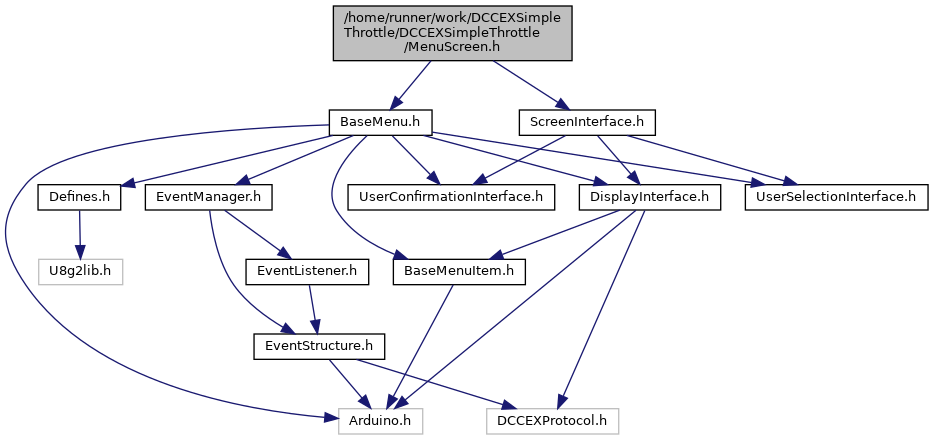 /home/runner/work/DCCEXSimple
Throttle/DCCEXSimpleThrottle
/MenuScreen.h
BaseMenu.h
ScreenInterface.h
Defines.h
EventManager.h
UserConfirmationInterface.h
DisplayInterface.h
UserSelectionInterface.h
U8g2lib.h
EventListener.h
BaseMenuItem.h
EventStructure.h
Arduino.h
DCCEXProtocol.h